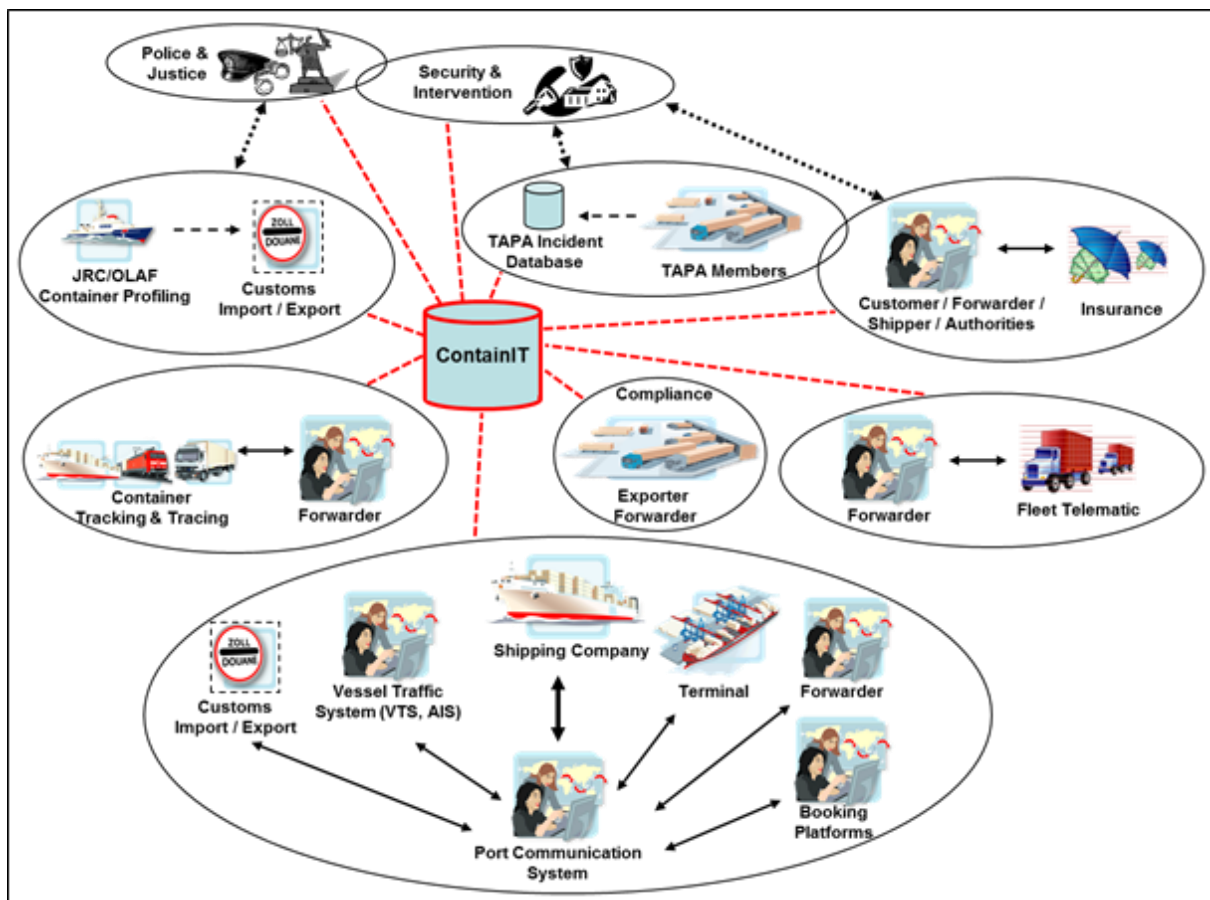 Police &
Justice
Security &
Intervention
ZOLL
DOUANE
JRC/OLAF
Container Profiling
Customs
Import / Export
TAPA Incident
Database
TAPA Members
Customer / Forwarder /
Shipper / Authorities
Insurance
ContainIT
Container
Tracking & Tracing
Forwarder
Compliance
Exporter
Forwarder
Forwarder
Fleet Telematic
ZOLL
DOUANE
Customs
Import / Export
Vessel Traffic
System (VTS, AIS)
Shipping Company
Terminal
Forwarder
Booking
Platforms
Port Communication
System